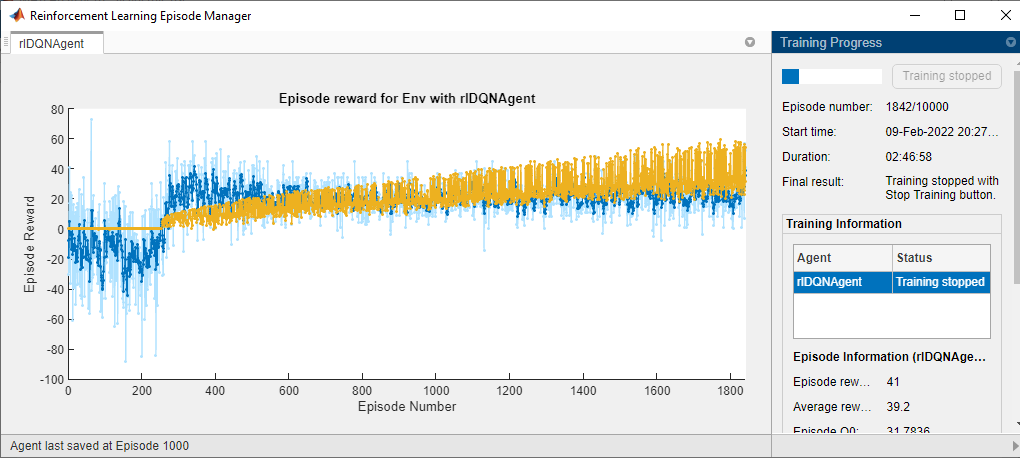 Reinforcement Learning Episode Manager
rlDQNAgent
Episode reward for Env with rlDQNAgent
80
60
40
20
0
-20
-40
-60
-80
-100
Episode Reward
0
200
400
600
800
1000
1200
1400
1600
1800
Episode Number
Training Progress
Training stopped
Episode number: 1842/10000
Start time: 09-Feb-2022 20:27...
Duration: 02:46:58
Final result: Training stopped with
Stop Training button.
Training Information
Agent Status
rlDQNAgent Training stopped
Episode Information (rlDQNAge...
Episode rew... 41
Average rew... 39.2
Episode Q0: 31.7836
Agent last saved at Episode 1000